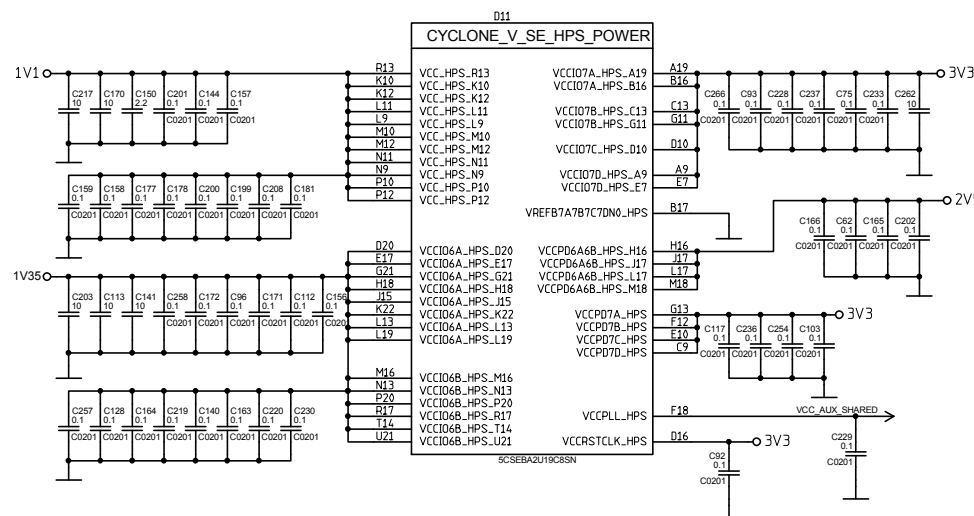 D11
CYCLONE_V_SE_HPS_POWER
1V1
C217 10
C170 10
C150 2.2
C201 0.1 C0201
C144 0.1 C0201
C157 0.1 C0201
C159 0.1 C0201
C158 0.1 C0201
C177 0.1 C0201
C178 0.1 C0201
C200 0.1 C0201
C199 0.1 C0201
C208 0.1 C0201
C181 0.1 C0201
1V35
C203 10
C113 10
C141 10
C258 0.1 C0201
C172 0.1 C0201
C96 0.1 C0201
C171 0.1 C0201
C112 0.1 C0201
C156 0.1 C0201
C257 0.1 C0201
C128 0.1 C0201
C164 0.1 C0201
C219 0.1 C0201
C140 0.1 C0201
C163 0.1 C0201
C220 0.1 C0201
C230 0.1 C0201
R13 VCC_HPS_R13
K10 VCC_HPS_K10
K12 VCC_HPS_K12
L11 VCC_HPS_L11
L9 VCC_HPS_L9
M10 VCC_HPS_M10
M12 VCC_HPS_M12
N11 VCC_HPS_N11
N9 VCC_HPS_N9
P10 VCC_HPS_P10
P12 VCC_HPS_P12
D20 VCCIO6A_HPS_D20
E17 VCCIO6A_HPS_E17
G21 VCCIO6A_HPS_G21
H18 VCCIO6A_HPS_H18
J15 VCCIO6A_HPS_J15
K22 VCCIO6A_HPS_K22
L13 VCCIO6A_HPS_L13
L19 VCCIO6A_HPS_L19
M16 VCCIO6B_HPS_M16
N13 VCCIO6B_HPS_N13
P20 VCCIO6B_HPS_P20
R17 VCCIO6B_HPS_R17
T14 VCCIO6B_HPS_T14
U21 VCCIO6B_HPS_U21
VCCIO7A_HPS_A19 A19
VCCIO7A_HPS_B16 B16
VCCIO7B_HPS_C13 C13
VCCIO7B_HPS_G11 G11
VCCIO7C_HPS_D10 D10
VCCIO7D_HPS_A9 A9
VCCIO7D_HPS_E7 E7
VREFB7A7B7C7DN0_HPS B17
VCCPD6A6B_HPS_H16 H16
VCCPD6A6B_HPS_J17 J17
VCCPD6A6B_HPS_L17 L17
VCCPD6A6B_HPS_M18 M18
VCCPD7A_HPS G13
VCCPD7B_HPS F12
VCCPD7C_HPS E10
VCCPD7D_HPS C9
VCCPLL_HPS F18
VCCRSTCLK_HPS D16
5CSEBA2U19C8SN
3V3
C266 0.1 C0201
C93 0.1 C0201
C228 0.1 C0201
C237 0.1 C0201
C75 0.1 C0201
C233 0.1 C0201
C262 10
C166 0.1 C0201
C62 0.1 C0201
C165 0.1 C0201
C202 0.1 C0201
3V3
C117 0.1 C0201
C236 0.1 C0201
C254 0.1 C0201
C103 0.1 C0201
VCC_AUX_SHARED
C229 0.1 C0201
3V3
C92 0.1 C0201